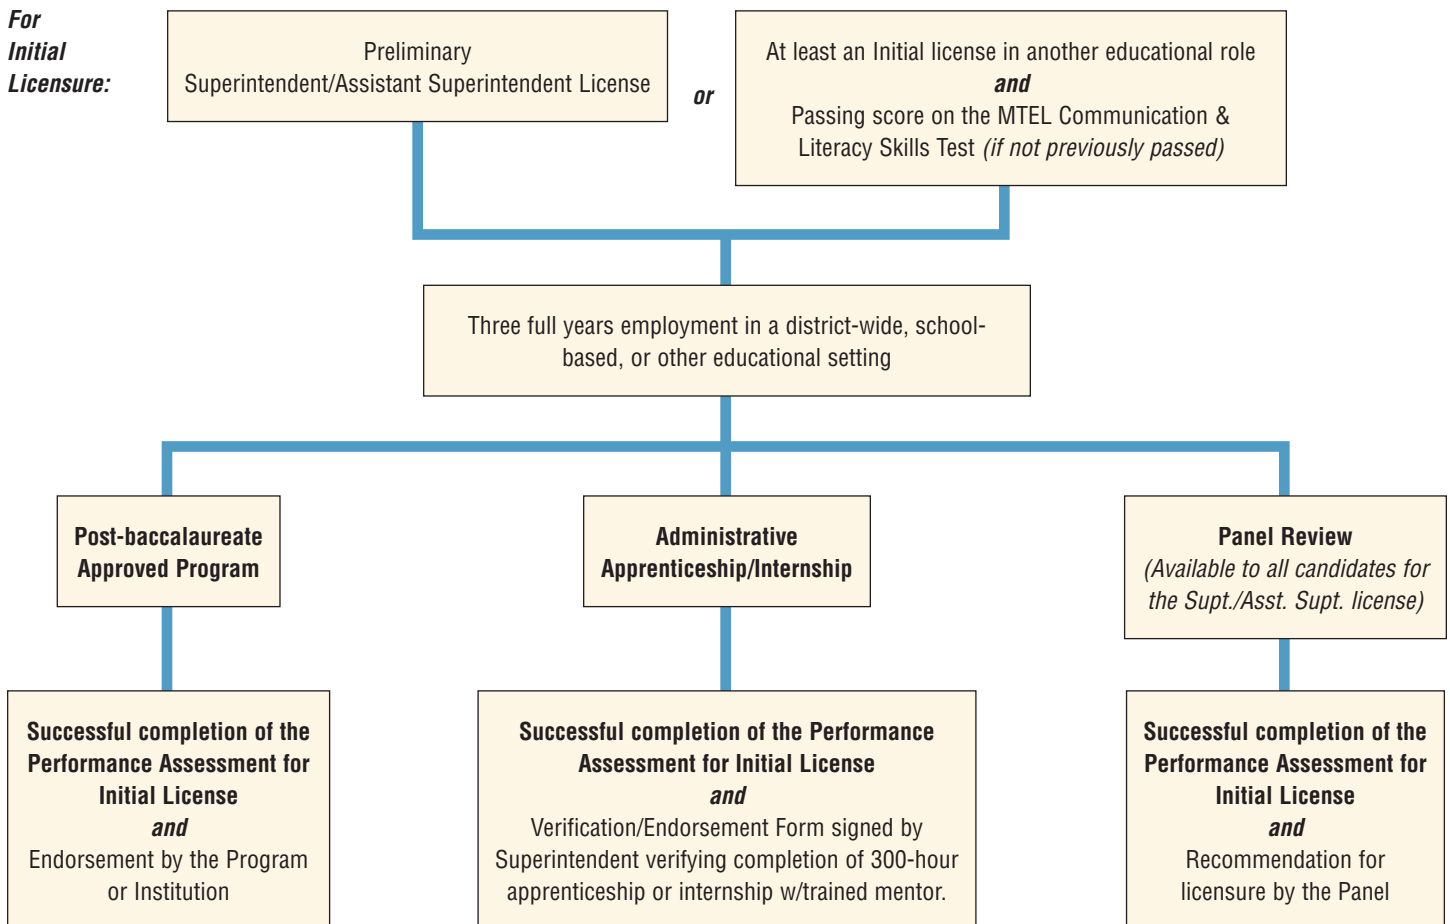 For
Initial
Licensure:
Preliminary
Superintendent/Assistant Superintendent License
or
At least an Initial license in another educational role
and
Passing score on the MTEL Communication &
Literacy Skills Test (if not previously passed)
Three full years employment in a district-wide, school-
based, or other educational setting
Post-baccalaureate
Approved Program
Administrative
Apprenticeship/Internship
Panel Review
(Available to all candidates for
the Supt./Asst. Supt. license)
Successful completion of the
Performance Assessment for
Initial License
and
Endorsement by the Program
or Institution
Successful completion of the Performance
Assessment for Initial License
and
Verification/Endorsement Form signed by
Superintendent verifying completion of 300-hour
apprenticeship or internship w/trained mentor.
Successful completion of the
Performance Assessment for
Initial License
and
Recommendation for
licensure by the Panel